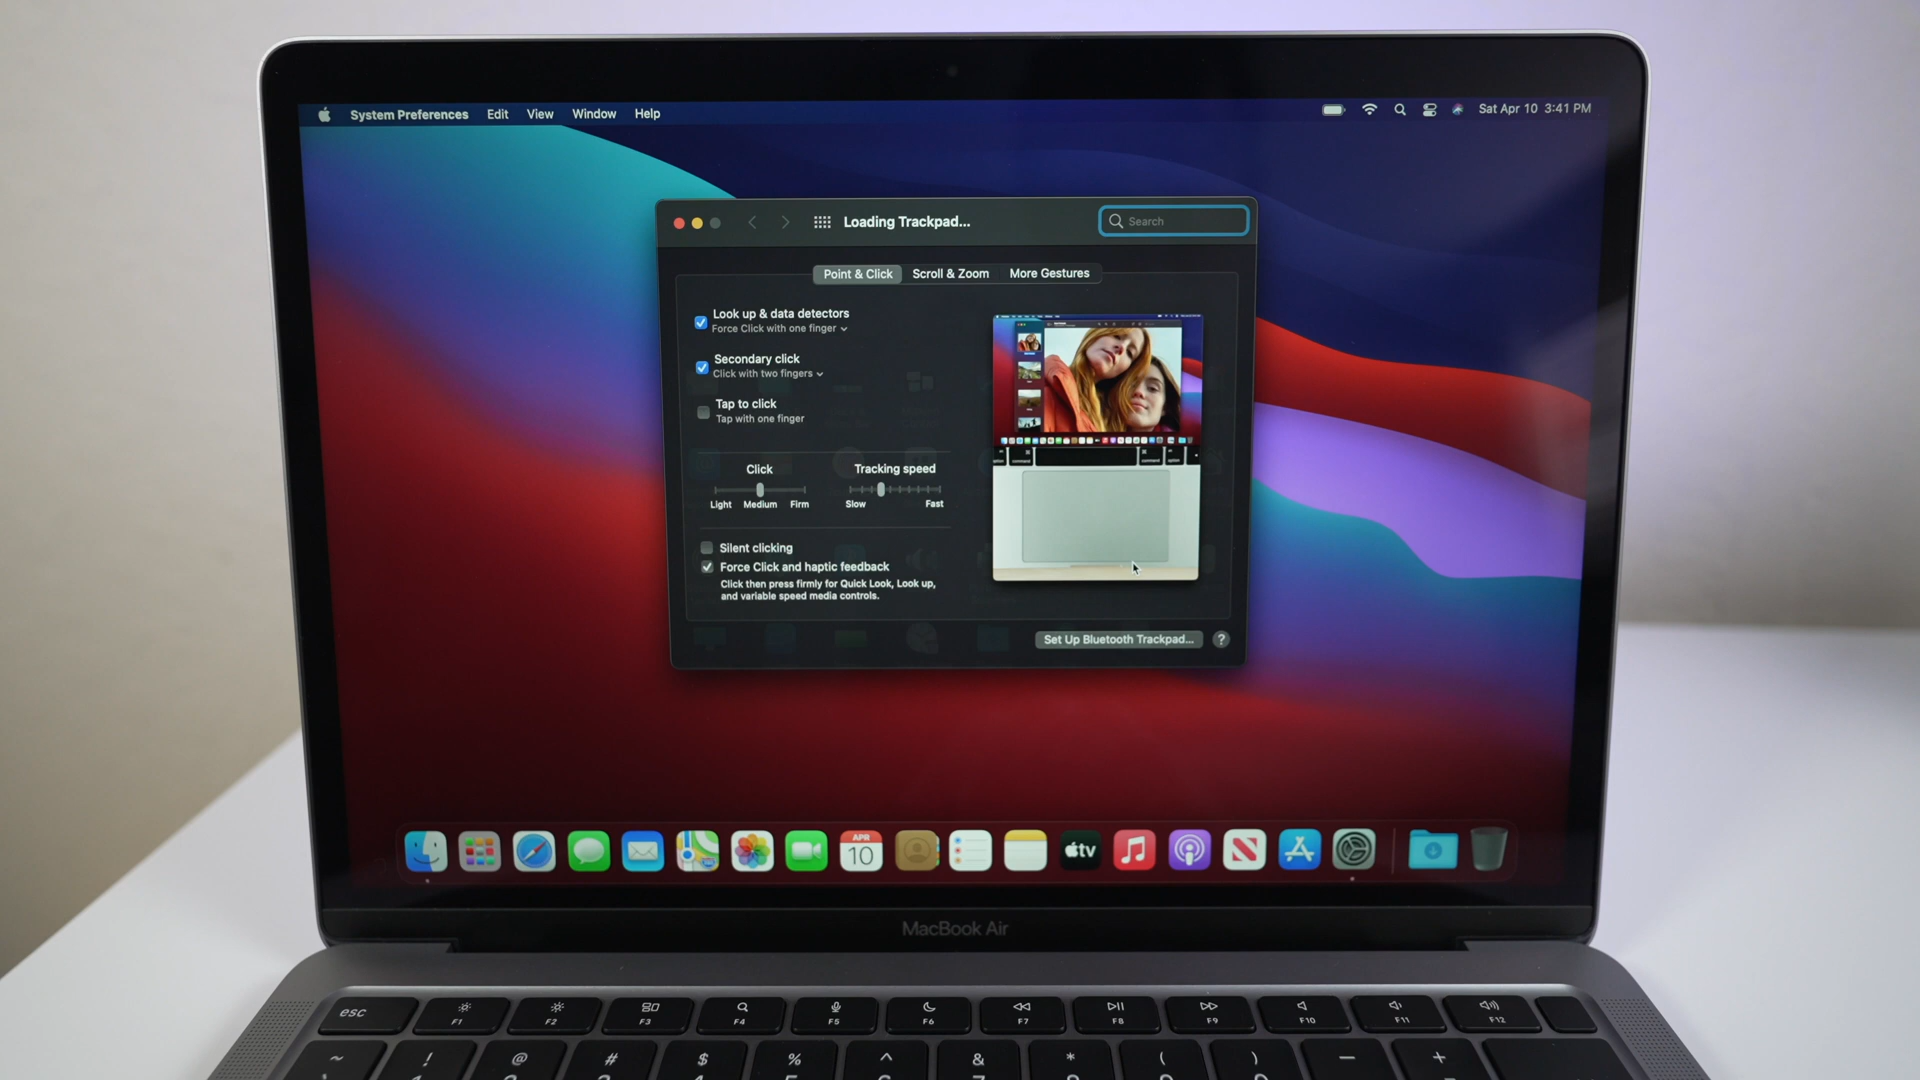 System Preferences Edit View Window Help
Sat Apr 10 3:41 PM
Loading Trackpad...
Search
Point & Click Scroll & Zoom More Gestures
Look up & data detectors
Force Click with one finger
Secondary click
Click with two fingers
Tap to click
Tap with one finger
Click
Light Medium Firm
Tracking speed
Slow Fast
Silent clicking
Force Click and haptic feedback
Click then press firmly for Quick Look, Look up,
and variable speed media controls.
option command command option
Set Up Bluetooth Trackpad... ?
APR
10
tv
MacBook Air
esc F1 F2 F3 F4 F5 F6 F7 F8 F9 F10 F11 F12
~ ! @ # $ % ^ & * ( ) — +